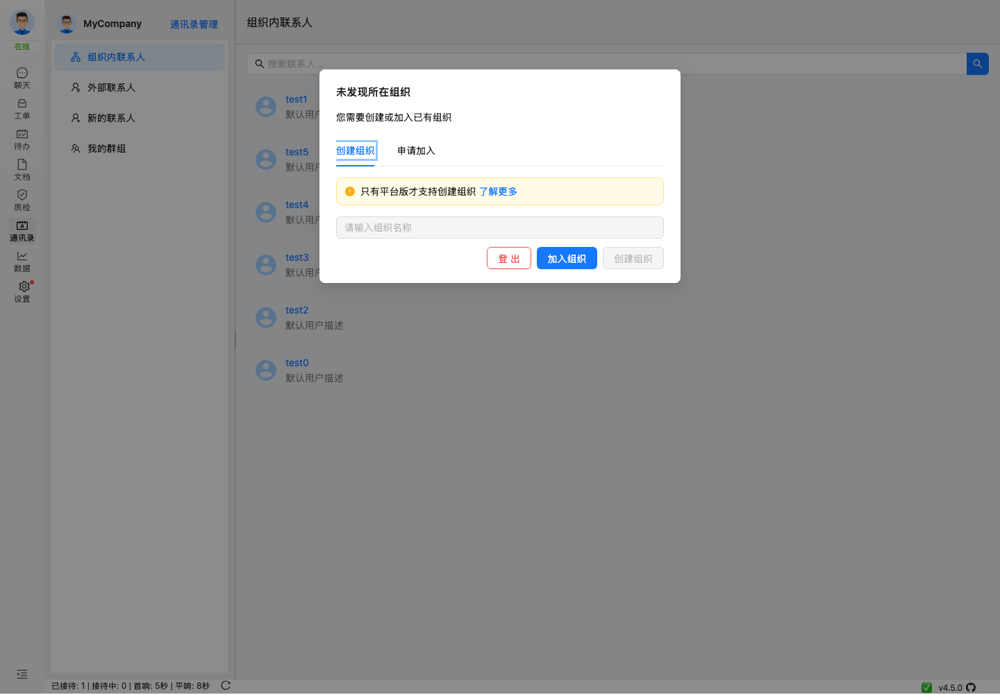 在线
聊天
工单
待办
文档
质检
通讯录
数据
设置
MyCompany
通讯录管理
组织内联系人
外部联系人
新的联系人
我的群组
组织内联系人
搜索联系人...
test1
默认用户
test5
默认用户
test4
默认用户
test3
默认用户
test2
默认用户描述
test0
默认用户描述
未发现所在组织
您需要创建或加入已有组织
创建组织 申请加入
只有平台版才支持创建组织 了解更多
请输入组织名称
登 出 加入组织 创建组织
已接待: 1 | 接待中: 0 | 首响: 5秒 | 平响: 8秒
v4.5.0